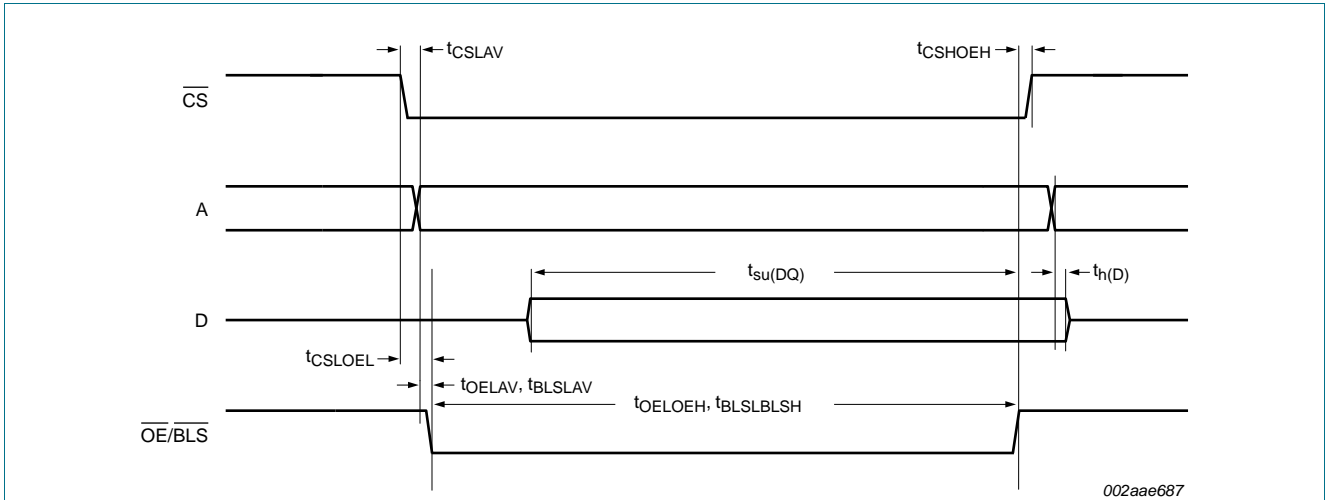 tCSLAV
tCSHOEH
CS
A
tsu(DQ)
th(D)
D
tCSLOEL
tOELAV, tBLSLAV
tOELOEH, tBLSLBLSH
OE/BLS
002aae687